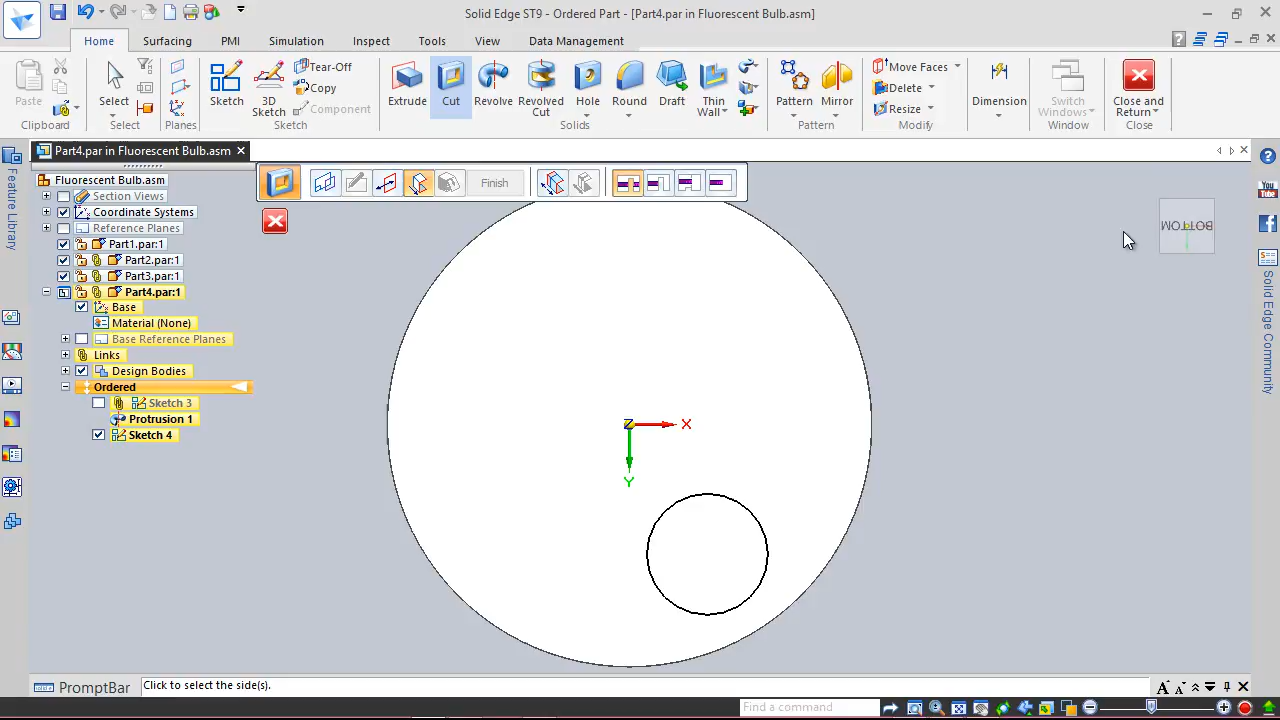 Solid Edge ST9 - Ordered Part - [Part4.par in Fluorescent Bulb.asm]
Home Surfacing PMI Simulation Inspect Tools View Data Management
Paste
Clipboard
Select
Select
Planes
Sketch
3D Sketch
Tear-Off
Copy
Component
Sketch
Extrude
Cut
Revolve
Revolved Cut
Hole
Round
Draft
Thin Wall
Solids
Pattern
Mirror
Pattern
Move Faces
Delete
Resize
Modify
Dimension
Switch Windows
Window
Close and Return
Close
Part4.par in Fluorescent Bulb.asm
Finish
Feature Library
Fluorescent Bulb.asm
Section Views
Coordinate Systems
Reference Planes
Part1.par:1
Part2.par:1
Part3.par:1
Part4.par:1
Base
Material (None)
Base Reference Planes
Links
Design Bodies
Ordered
Sketch 3
Protrusion 1
Sketch 4
BOTTOM
Z
X
Y
You
Tube
Solid Edge Community
PromptBar
Click to select the side(s).
Find a command